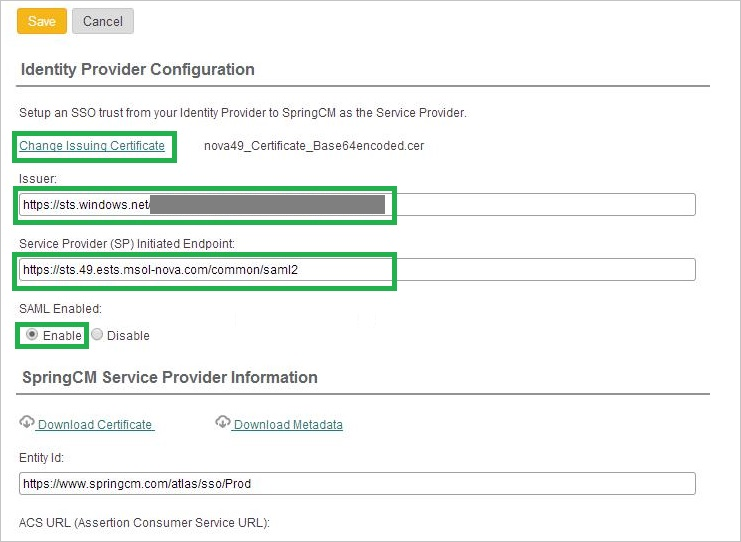 Save Cancel
Identity Provider Configuration
Setup an SSO trust from your Identity Provider to SpringCM as the Service Provider.
Change Issuing Certificate nova49_Certificate_Base64encoded.cer
Issuer:
https://sts.windows.net/
Service Provider (SP) Initiated Endpoint:
https://sts.49.ests.msol-nova.com/common/saml2
SAML Enabled:
Enable Disable
SpringCM Service Provider Information
Download Certificate Download Metadata
Entity Id:
https://www.springcm.com/atlas/sso/Prod
ACS URL (Assertion Consumer Service URL):